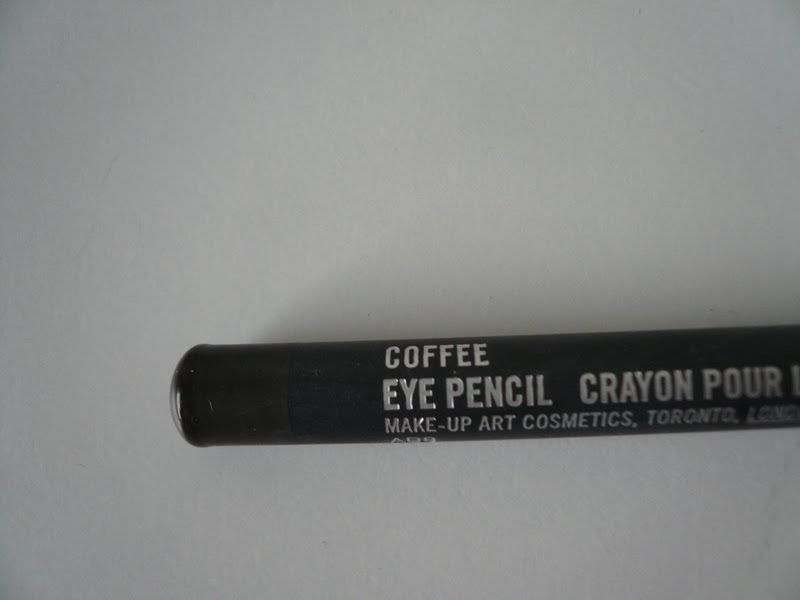 COFFEE
EYE PENCIL CRAYON POUR
MAKE-UP ART COSMETICS, TORONTO,